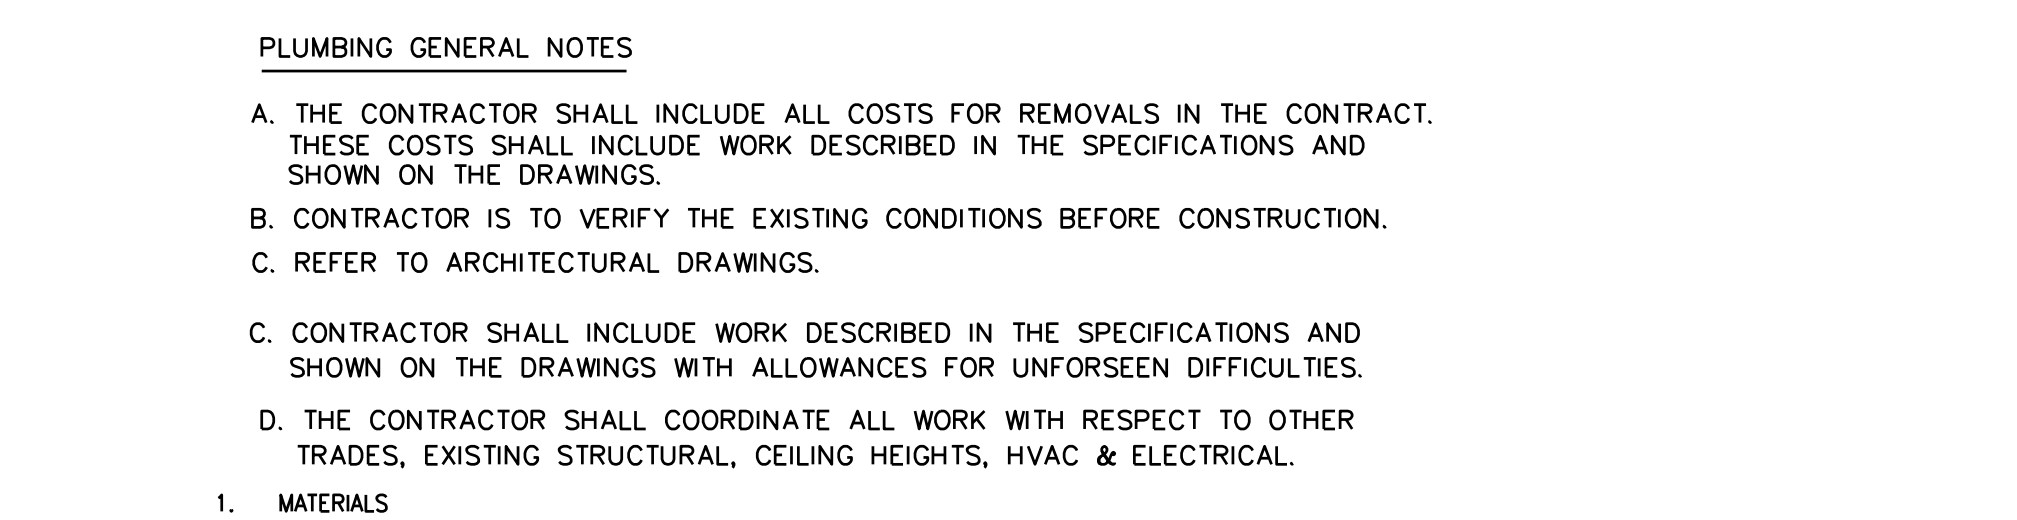 PLUMBING GENERAL NOTES
A. THE CONTRACTOR SHALL INCLUDE ALL COSTS FOR REMOVALS IN THE CONTRACT.
THESE COSTS SHALL INCLUDE WORK DESCRIBED IN THE SPECIFICATIONS AND
SHOWN ON THE DRAWINGS.
B. CONTRACTOR IS TO VERIFY THE EXISTING CONDITIONS BEFORE CONSTRUCTION.
C. REFER TO ARCHITECTURAL DRAWINGS.
C. CONTRACTOR SHALL INCLUDE WORK DESCRIBED IN THE SPECIFICATIONS AND
SHOWN ON THE DRAWINGS WITH ALLOWANCES FOR UNFORSEEN DIFFICULTIES.
D. THE CONTRACTOR SHALL COORDINATE ALL WORK WITH RESPECT TO OTHER
TRADES, EXISTING STRUCTURAL, CEILING HEIGHTS, HVAC & ELECTRICAL.
1. MATERIALS